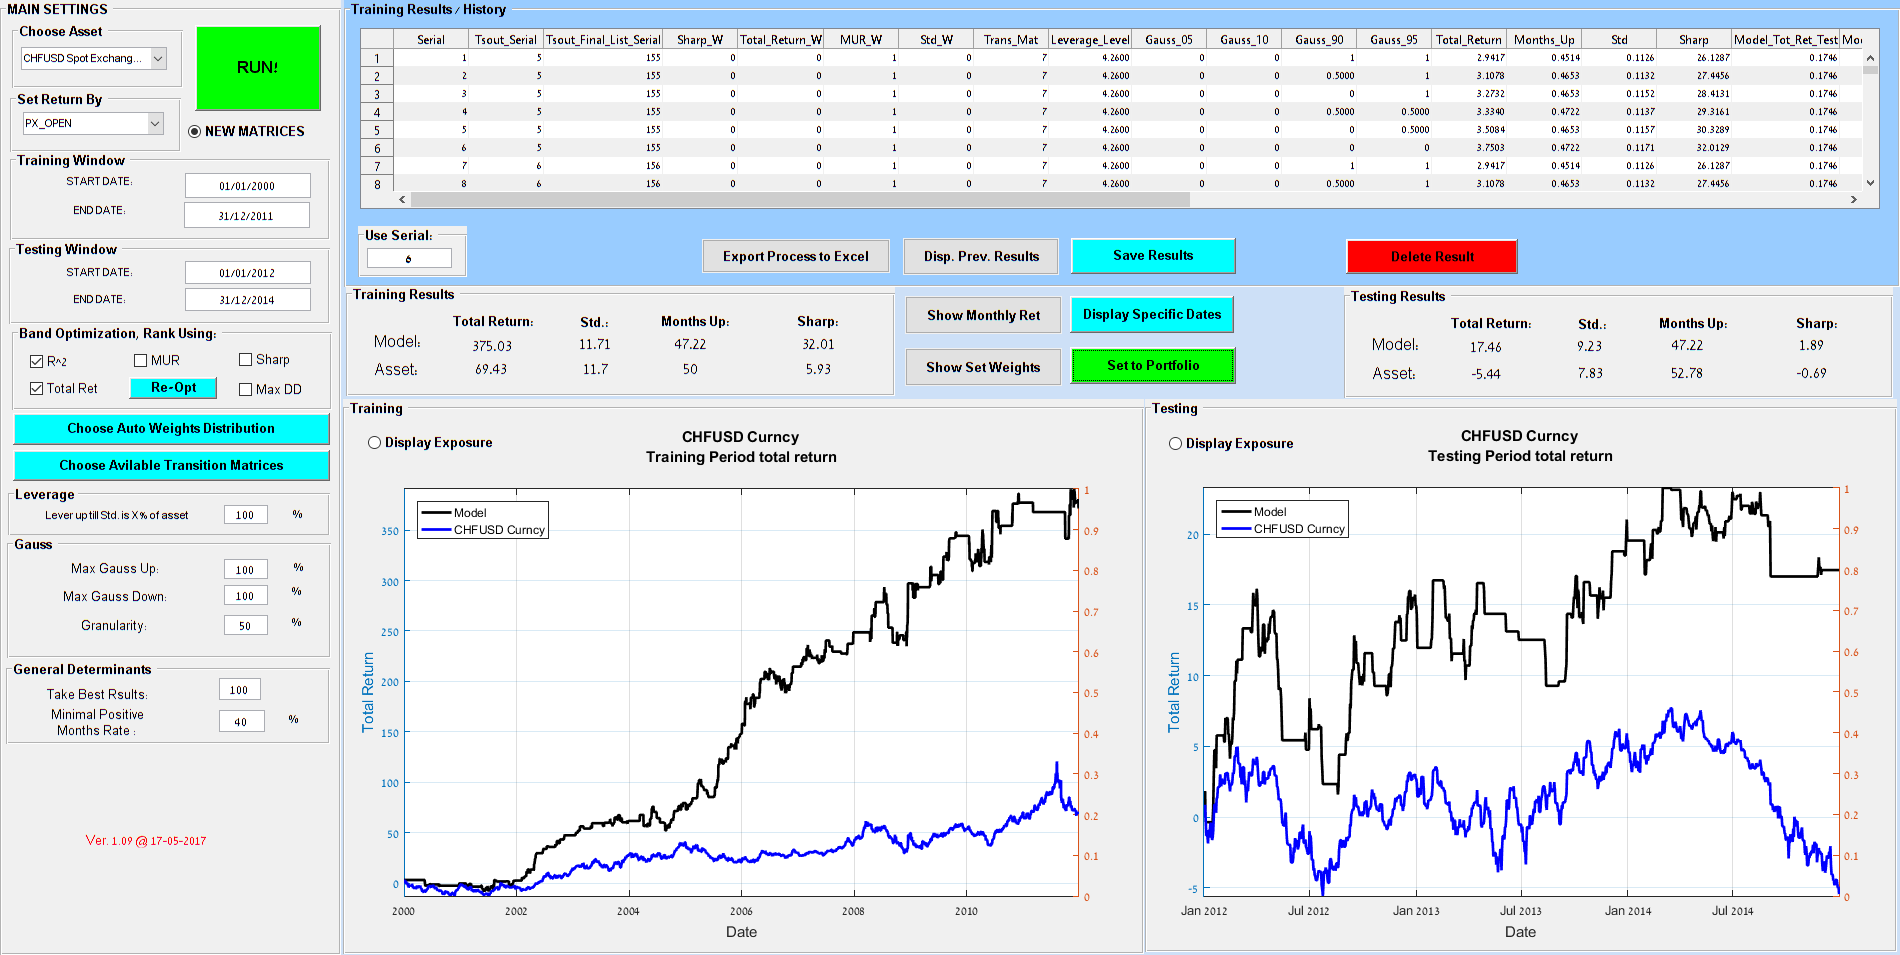 MAIN SETTINGS
Choose Asset
CHFUSD Spot Exchang...
RUN!
Set Return By
PX_OPEN
NEW MATRICES
Training Window
START DATE: 01/01/2000
END DATE: 31/12/2011
Testing Window
START DATE: 01/01/2012
END DATE: 31/12/2014
Band Optimization, Rank Using:
R^2 MUR Sharp
Total Ret Re-Opt Max DD
Choose Auto Weights Distribution
Choose Avilable Transition Matrices
Leverage
Lever up till Std. is X% of asset 100 %
Gauss
Max Gauss Up: 100 %
Max Gauss Down: 100 %
Granularity: 50 %
General Determinants
Take Best Rsults: 100
Minimal Positive
Months Rate : 40 %
Ver. 1.09 @ 17-05-2017
Training Results / History
Serial Tsout_Serial Tsout_Final_List_Serial Sharp_W Total_Return_W MUR_W Std_W Trans_Mat Leverage_Level Gauss_05 Gauss_10 Gauss_90 Gauss_95 Total_Return Months_Up Std Sharp Model_Tot_Ret_Test Mod
1 1 5 155 0 0 1 0 7 4.2600 0 0 1 1 2.9417 0.4514 0.1126 26.1287 0.1746
2 2 5 155 0 0 1 0 7 4.2600 0 0 0.5000 1 3.1078 0.4653 0.1132 27.4456 0.1746
3 3 5 155 0 0 1 0 7 4.2600 0 0 0 1 3.2732 0.4653 0.1152 28.4131 0.1746
4 4 5 155 0 0 1 0 7 4.2600 0 0 0.5000 0.5000 3.3340 0.4722 0.1137 29.3161 0.1746
5 5 5 155 0 0 1 0 7 4.2600 0 0 0 0.5000 3.5084 0.4653 0.1157 30.3289 0.1746
6 6 5 155 0 0 1 0 7 4.2600 0 0 0 0 3.7503 0.4722 0.1171 32.0129 0.1746
7 7 6 156 0 0 1 0 7 4.2600 0 0 1 1 2.9417 0.4514 0.1126 26.1287 0.1746
8 8 6 156 0 0 1 0 7 4.2600 0 0 0.5000 1 3.1078 0.4653 0.1132 27.4456 0.1746
Use Serial:
6
Export Process to Excel Disp. Prev. Results Save Results Delete Result
Training Results
Total Return: Std.: Months Up: Sharp:
Model: 375.03 11.71 47.22 32.01
Asset: 69.43 11.7 50 5.93
Show Monthly Ret Display Specific Dates
Show Set Weights Set to Portfolio
Testing Results
Total Return: Std.: Months Up: Sharp:
Model: 17.46 9.23 47.22 1.89
Asset: -5.44 7.83 52.78 -0.69
Training
Display Exposure
CHFUSD Curncy
Training Period total return
Model
CHFUSD Curncy
Total Return
350
300
250
200
150
100
50
0
1
0.9
0.8
0.7
0.6
0.5
0.4
0.3
0.2
0.1
0
2000 2002 2004 2006 2008 2010
Date
Testing
Display Exposure
CHFUSD Curncy
Testing Period total return
Model
CHFUSD Curncy
Total Return
20
15
10
5
0
-5
1
0.9
0.8
0.7
0.6
0.5
0.4
0.3
0.2
0.1
0
Jan 2012 Jul 2012 Jan 2013 Jul 2013 Jan 2014 Jul 2014
Date